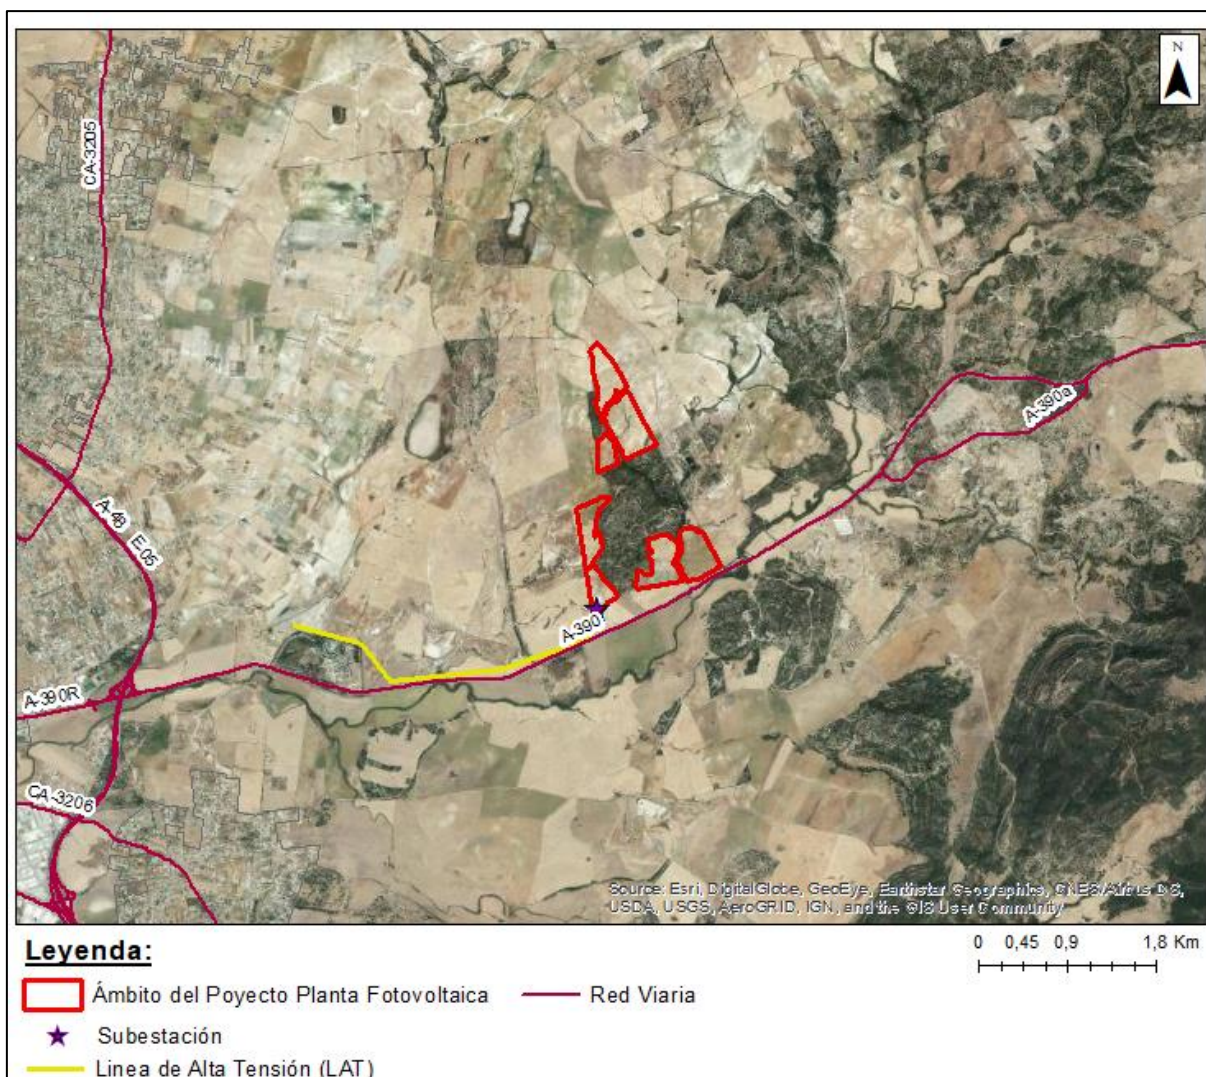 N
CA-3205
A-390a
A-48 E-05
A-390
A-390R
CA-3206
Source: Esri, DigitalGlobe, GeoEye, Earthstar Geographics, CNES/Airbus DS,
USDA, USGS, AeroGRID, IGN, and the GIS User Community
Leyenda:
0 0,45 0,9 1,8 Km
Ámbito del Poyecto Planta Fotovoltaica Red Viaria
Subestación
Linea de Alta Tensión (LAT)